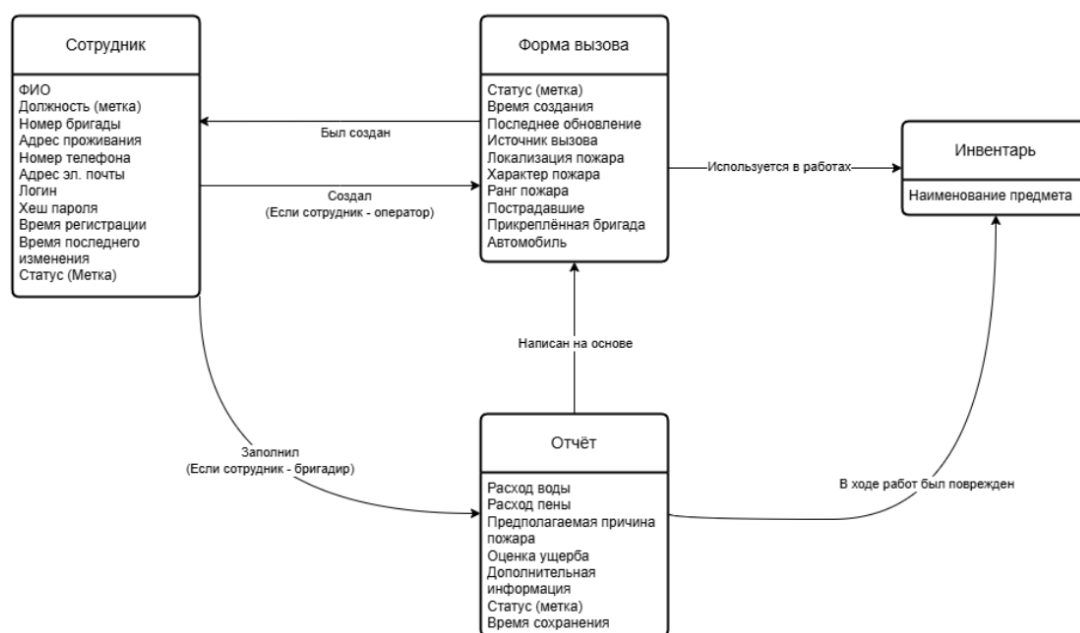 Сотрудник
ФИО
Должность (метка)
Номер бригады
Адрес проживания
Номер телефона
Адрес эл. почты
Логин
Хеш пароля
Время регистрации
Время последнего
изменения
Статус (Метка)
Был создан
Создал
(Если сотрудник - оператор)
Форма вызова
Статус (метка)
Время создания
Последнее обновление
Источник вызова
Локализация пожара
Характер пожара
Ранг пожара
Пострадавшие
Прикреплённая бригада
Автомобиль
Используется в работах
Инвентарь
Наименование предмета
Написан на основе
Заполнил
(Если сотрудник - бригадир)
Отчёт
Расход воды
Расход пены
Предполагаемая причина
пожара
Оценка ущерба
Дополнительная
информация
Статус (метка)
Время сохранения
В ходе работ был поврежден